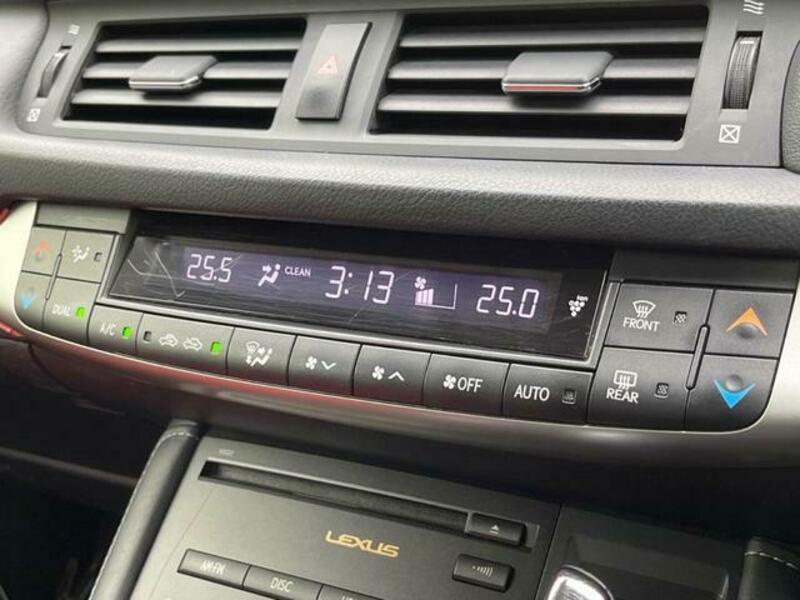 25.5 CLEAN 3:13 25.0
DUAL
A/C
OFF
AUTO
FRONT
REAR
LEXUS
AM·FM
DISC